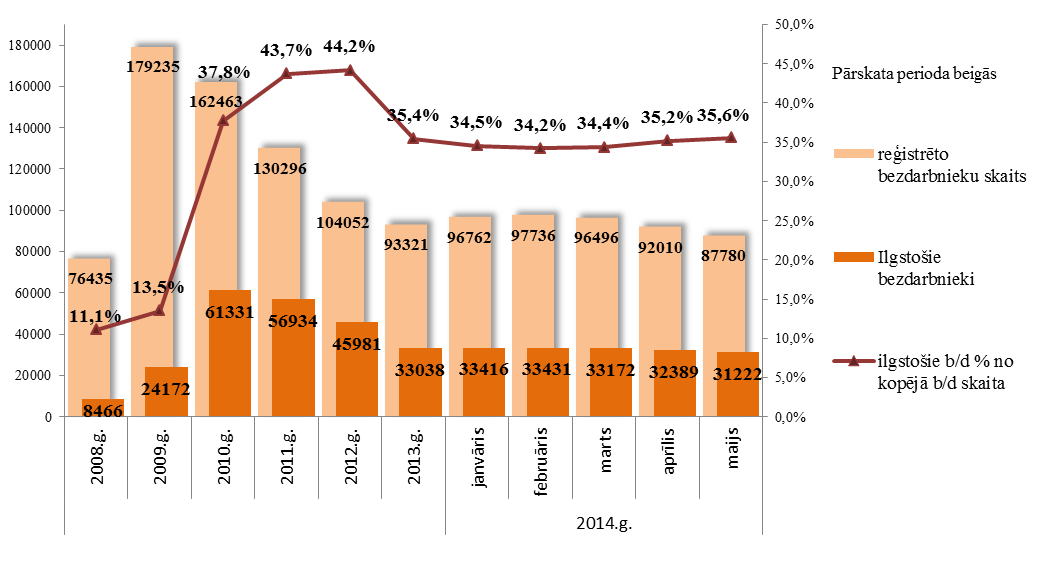 180000
160000
140000
120000
100000
80000
60000
40000
20000
0
50,0%
45,0%
40,0%
35,0%
30,0%
25,0%
20,0%
15,0%
10,0%
5,0%
0,0%
179235
162463
130296
104052
93321
96762
97736
96496
92010
87780
76435
8466
24172
61331
56934
45981
33038
33416
33431
33172
32389
31222
11,1%
13,5%
37,8%
43,7%
44,2%
35,4%
34,5%
34,2%
34,4%
35,2%
35,6%
2008.g.
2009.g.
2010.g.
2011.g.
2012.g.
2013.g.
janvāris
februāris
marts
aprīlis
maijs
2014.g.
Pārskata perioda beigās
reģistrēto
bezdarbnieku skaits
Ilgstošie
bezdarbnieki
ilgstošie b/d % no
kopējā b/d skaita